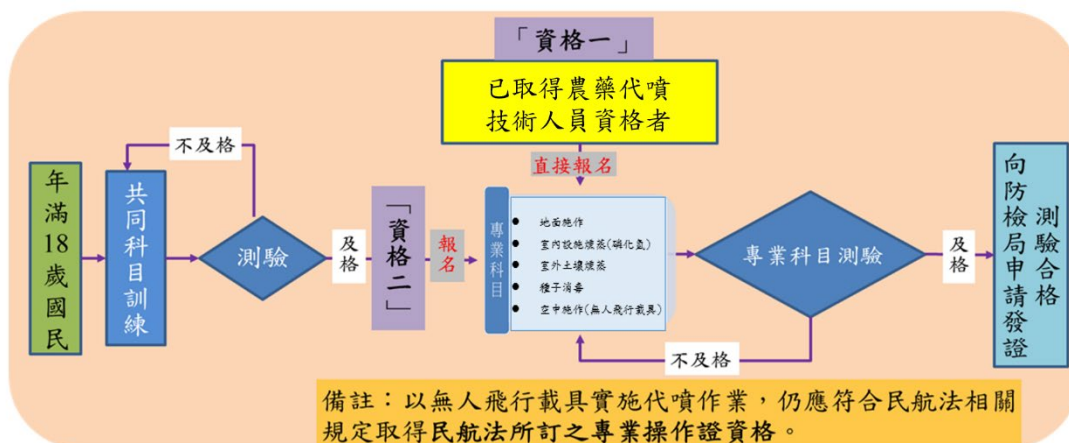 「資格一」
已取得農藥代噴
技術人員資格者
直接報名
年滿18歲國民
共同科目訓練
不及格
測驗
及格
「資格二」
報名
專業科目
● 地面施作
● 室內設施燻蒸(磷化氫)
● 室外土壤燻蒸
● 種子消毒
● 空中施作(無人飛行載具)
專業科目測驗
不及格
及格
測驗合格
向防檢局申請發證
備註：以無人飛行載具實施代噴作業，仍應符合民航法相關
規定取得民航法所訂之專業操作證資格。